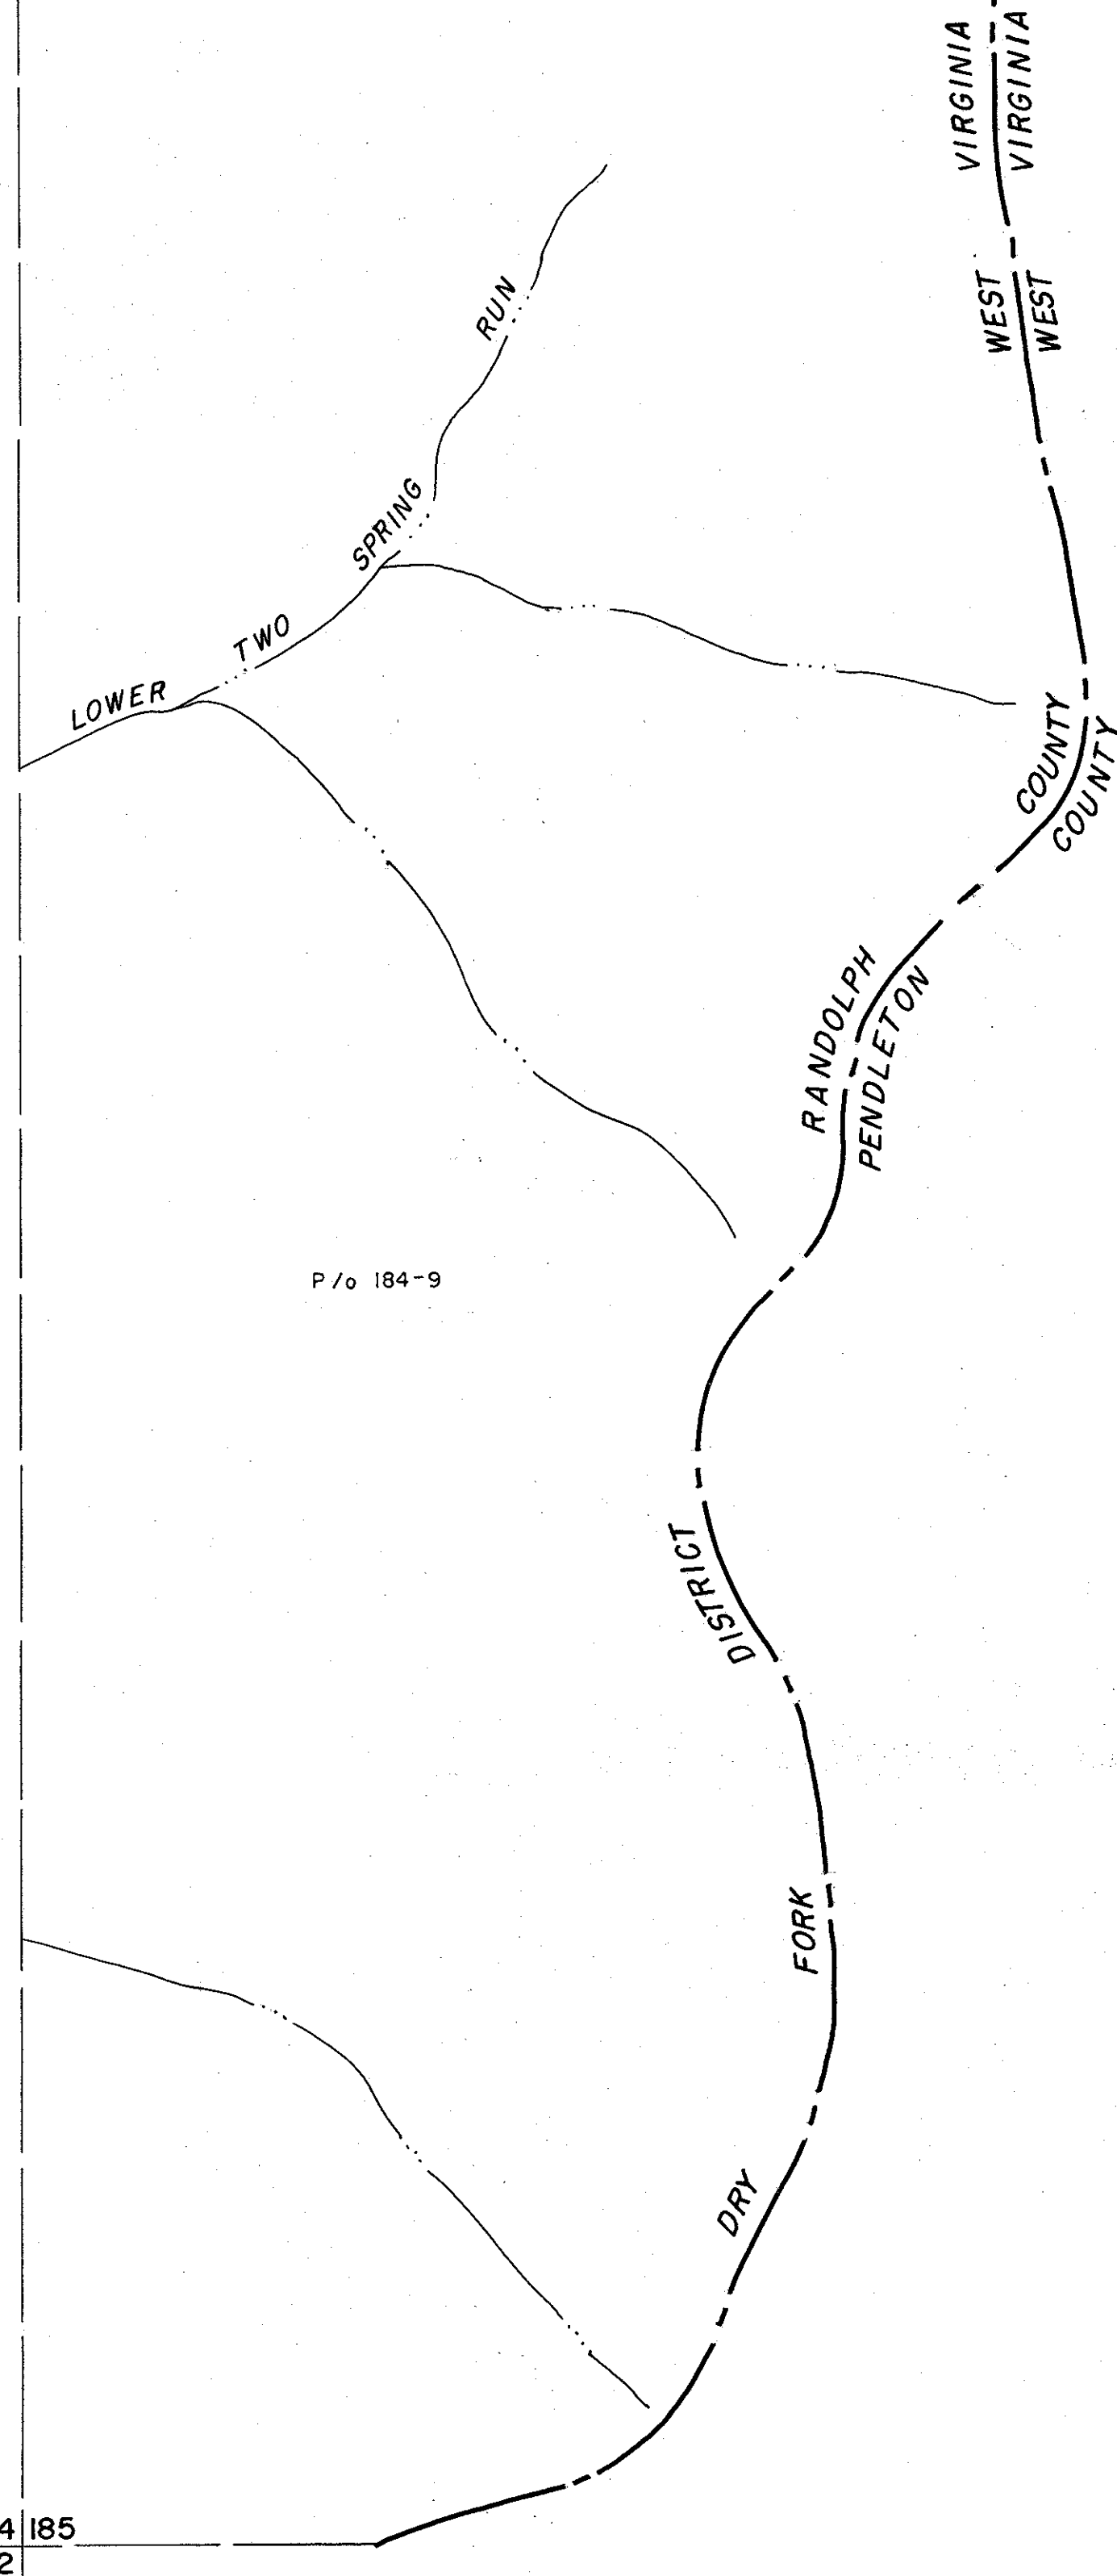 VIRGINIA
VIRGINIA
WEST
WEST
LOWER TWO SPRING RUN
COUNTY
COUNTY
RANDOLPH
PENDLETON
P/o 184-9
DISTRICT
FORK
DRY
4 185
2